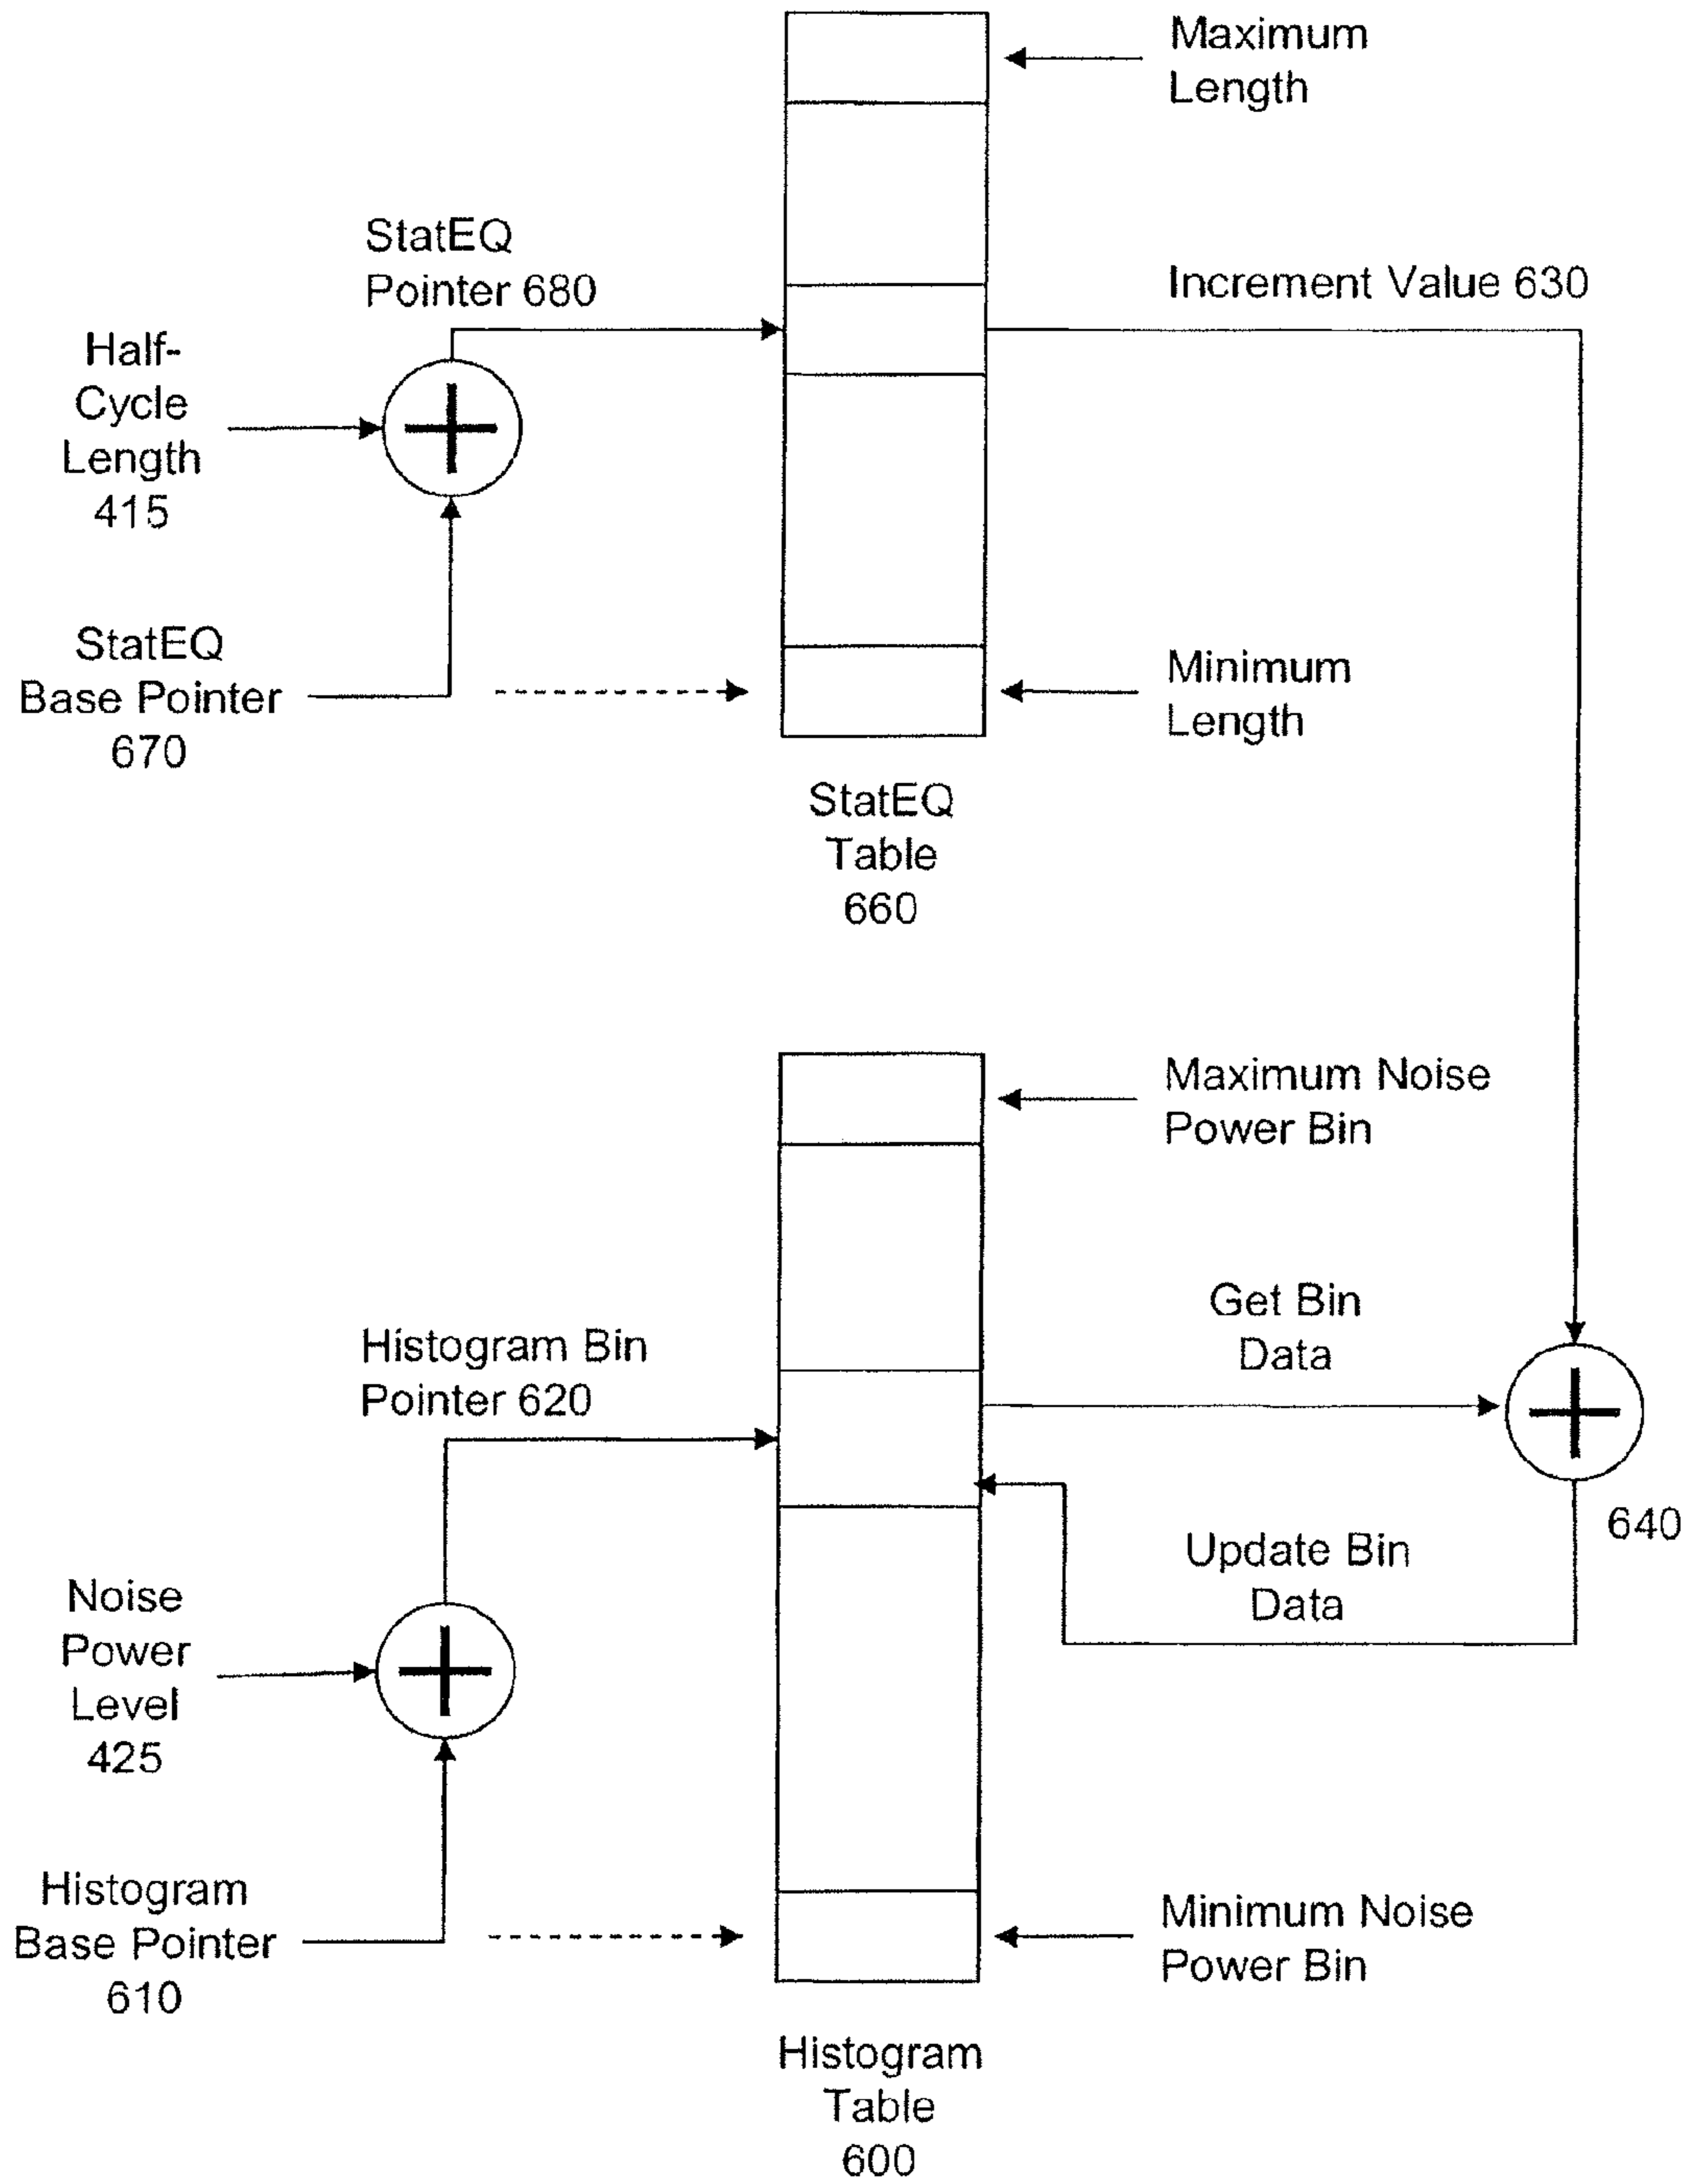 Maximum
Length
StatEQ
Pointer 680
Increment Value 630
Half-
Cycle
Length
415
StatEQ
Base Pointer
670
Minimum
Length
StatEQ
Table
660
Maximum Noise
Power Bin
Get Bin
Data
Histogram Bin
Pointer 620
640
Update Bin
Data
Noise
Power
Level
425
Histogram
Base Pointer
610
Minimum Noise
Power Bin
Histogram
Table
600